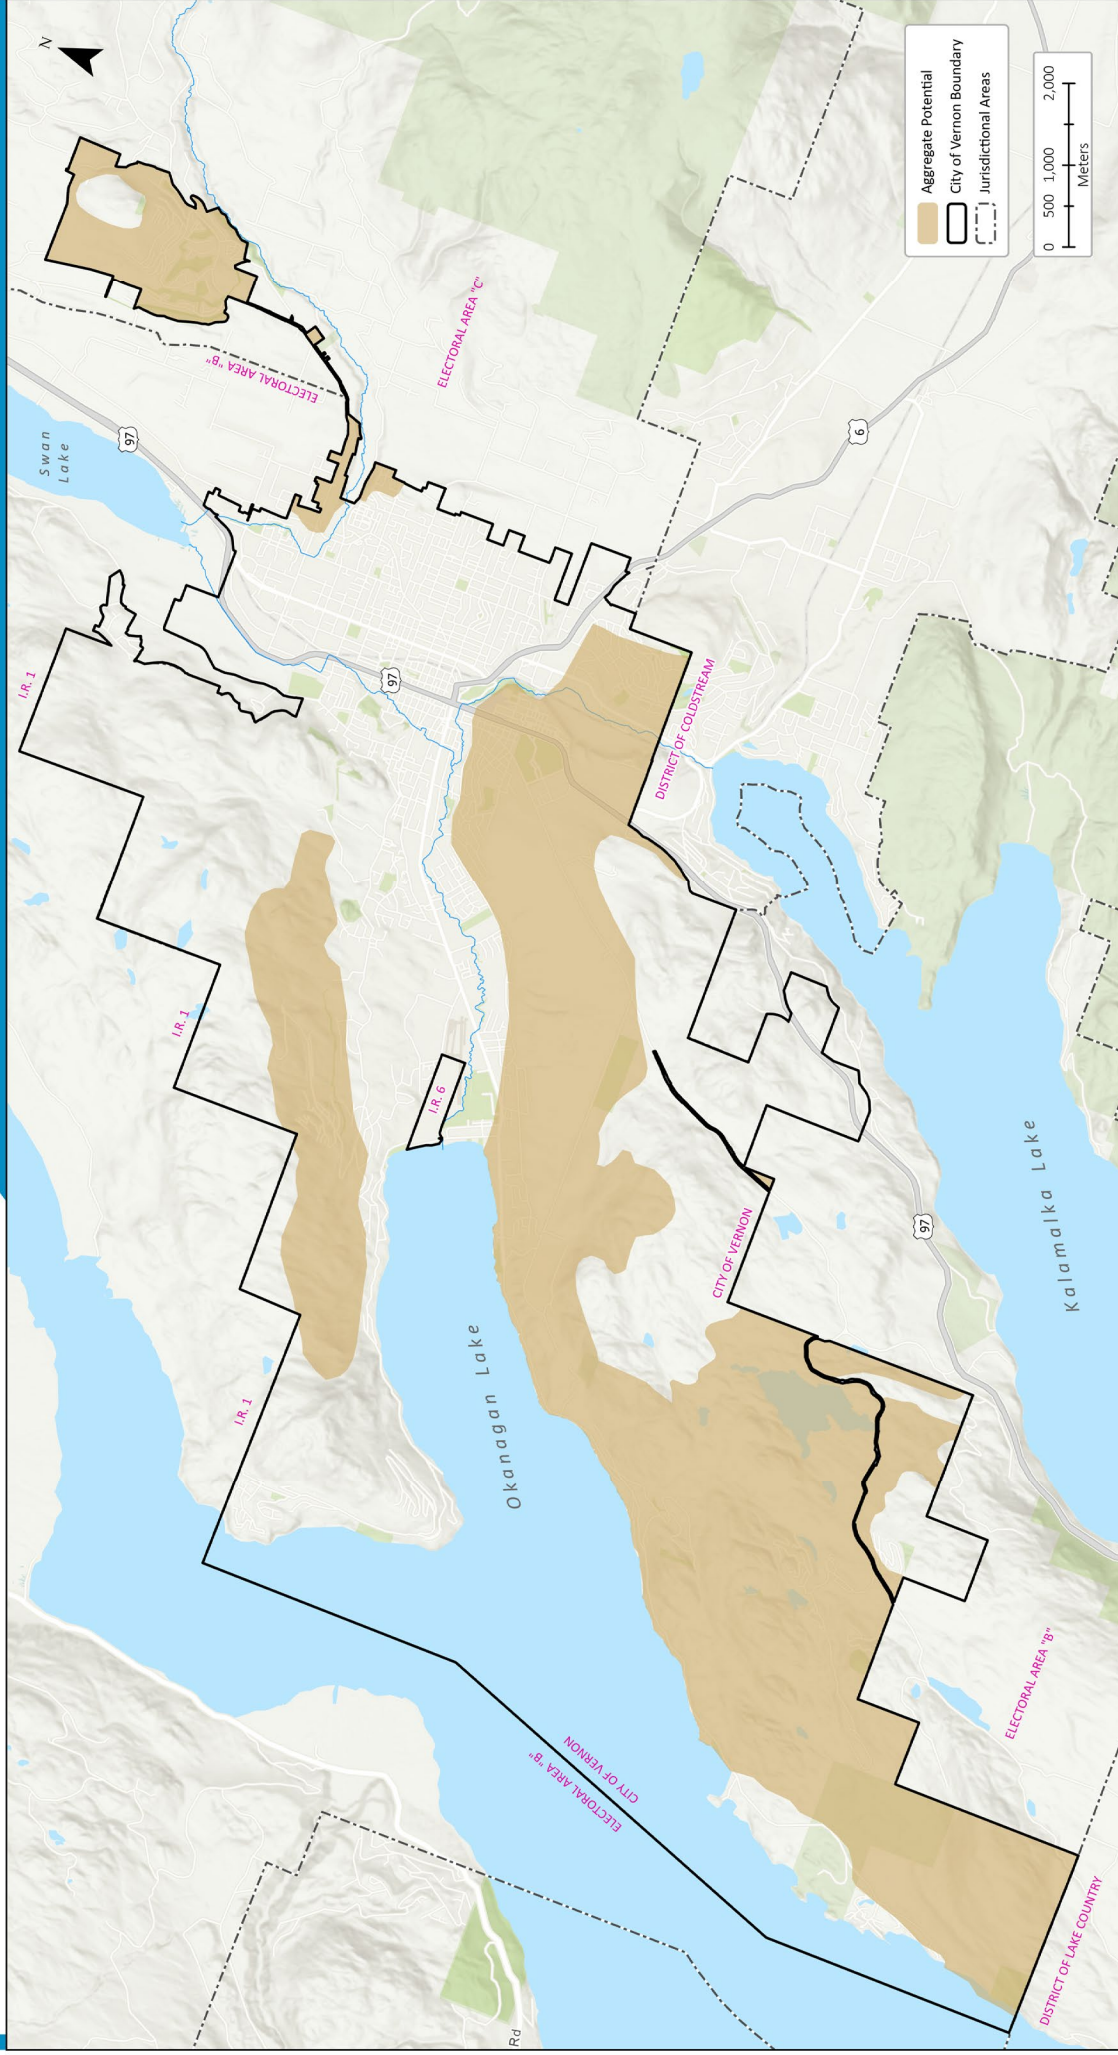 N
Swan
Lake
97
I.R. 1
ELECTORAL AREA "B"
ELECTORAL AREA "C"
Aggregate Potential
City of Vernon Boundary
Jurisdictional Areas
0 500 1,000 2,000
Meters
6
97
DISTRICT OF COLDSTREAM
I.R. 1
I.R. 6
CITY OF VERNON
97
Kalamalka Lake
I.R. 1
Okanagan Lake
CITY OF VERNON
ELECTORAL AREA "B"
ELECTORAL AREA "B"
DISTRICT OF LAKE COUNTRY
Rd